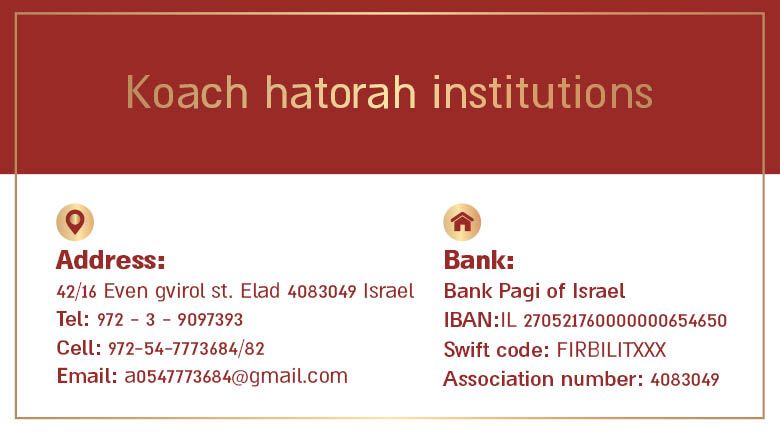 Koach hatorah institutions
Address:
42/16 Even gvirol st. Elad 4083049 Israel
Tel: 972 - 3 - 9097393
Cell: 972-54-7773684/82
Email: a0547773684@gmail.com
Bank:
Bank Pagi of Israel
IBAN:IL 270521760000000654650
Swift code: FIRBILITXXX
Association number: 4083049